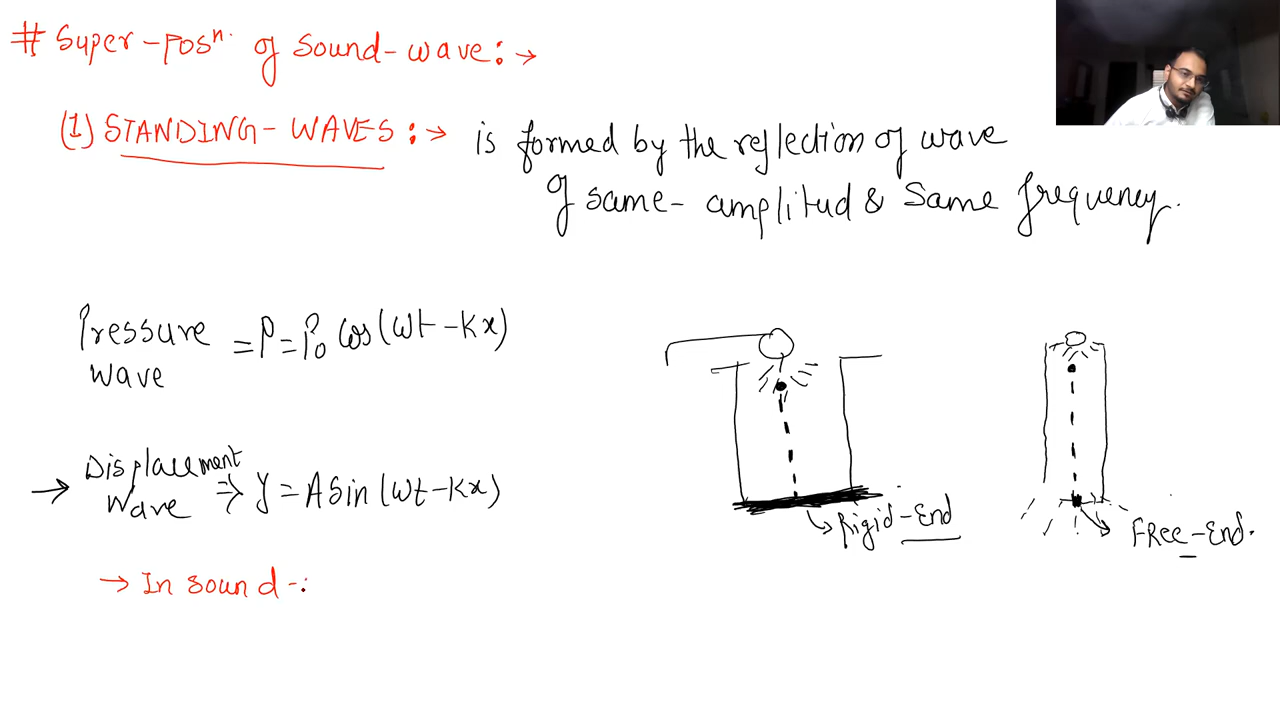 # Super-posⁿ. of sound-wave:→
(1) STANDING-WAVES:→ is formed by the reflection of wave
of same-amplitud & Same frequency.
Pressure wave = P = P₀ Cos(ωt-Kx)
→ Displacement wave ⇒ y = A Sin(ωt-Kx)
→ Rigid-End
FRee-End.
→ In sound -